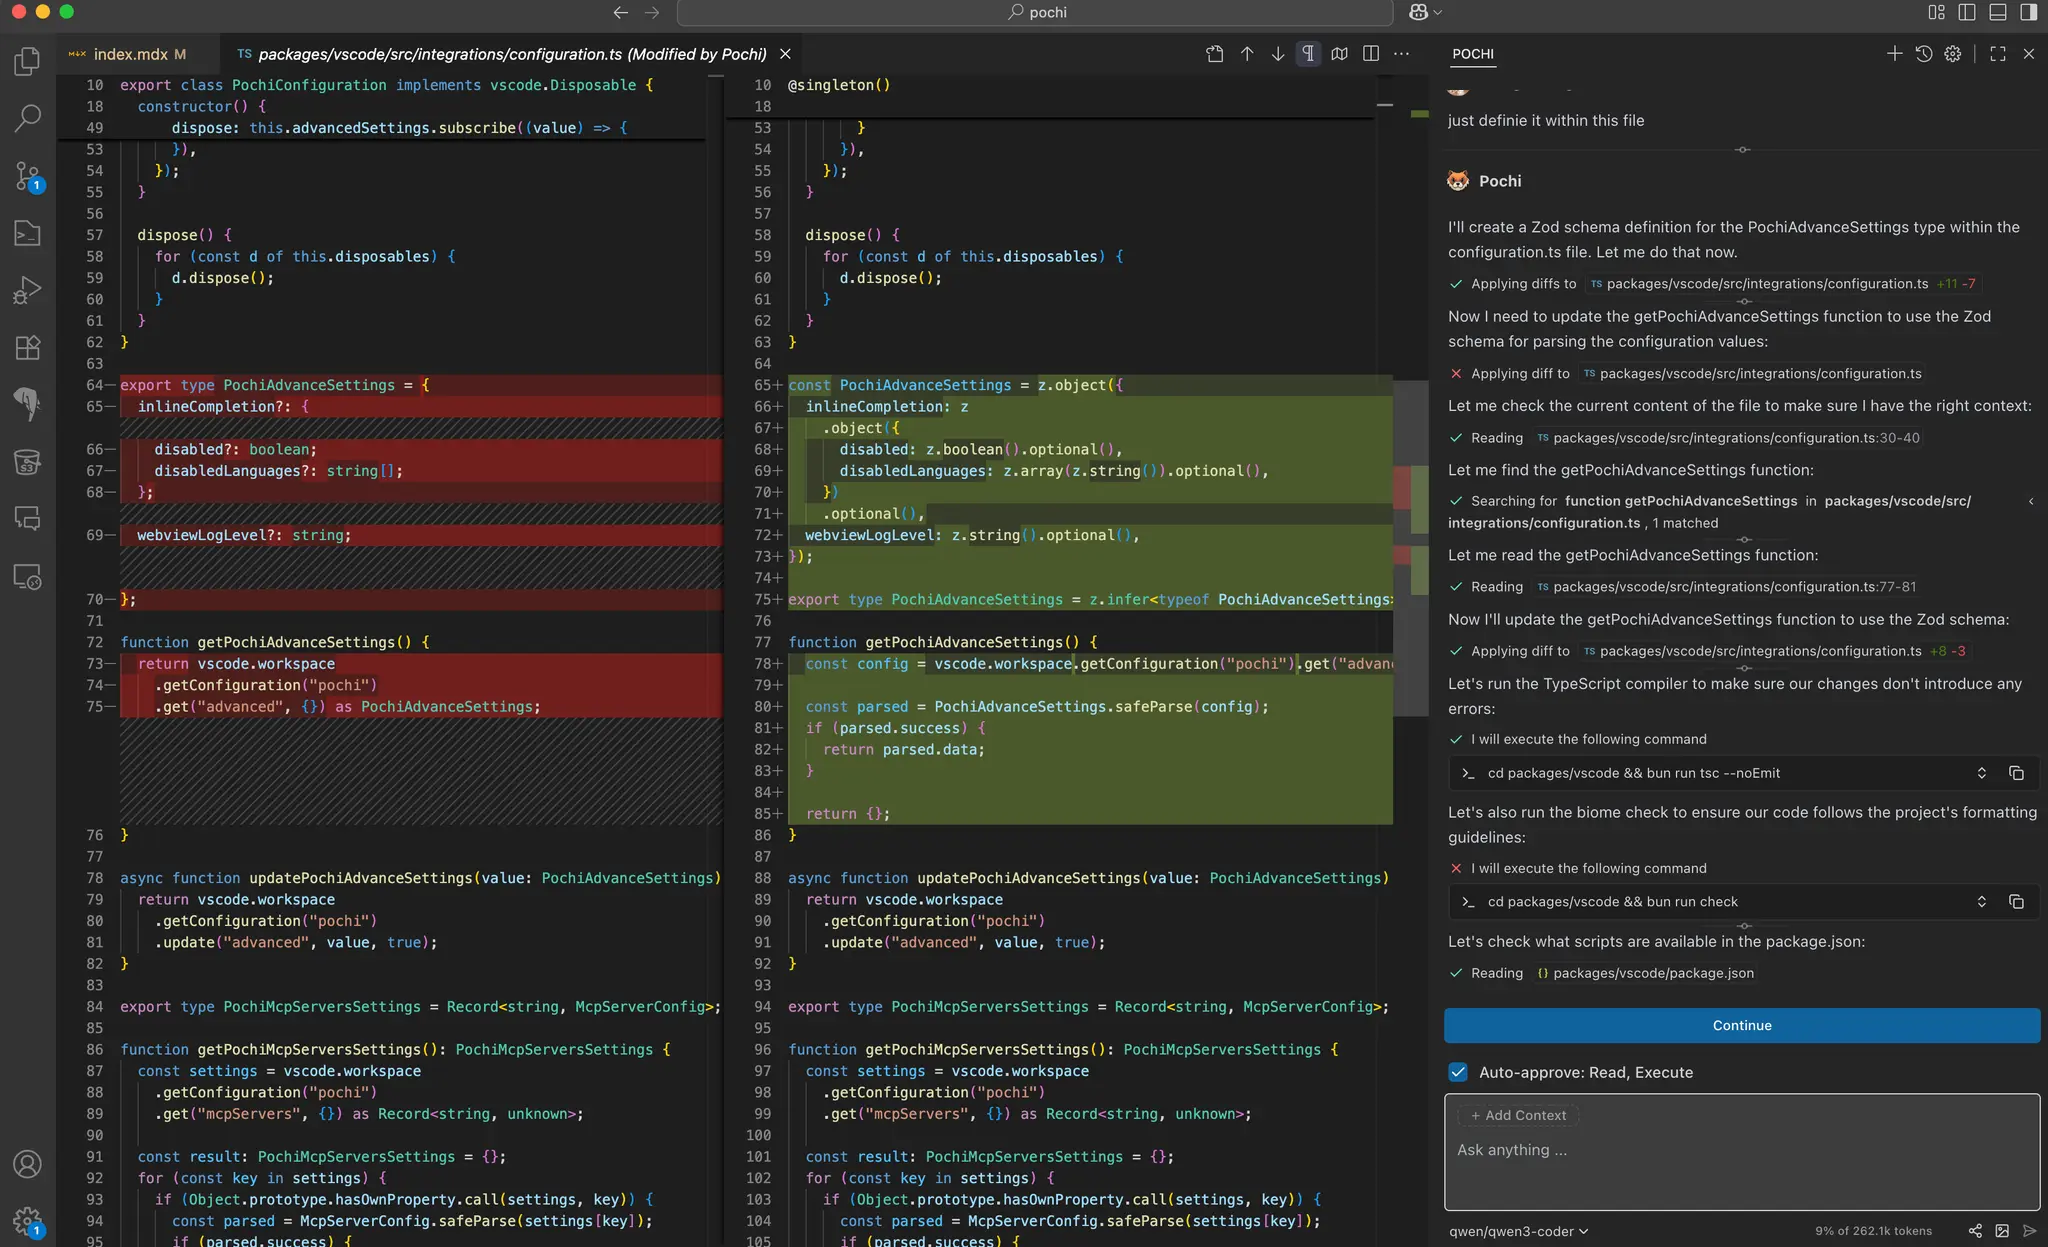 pochi
index.mdx M
TS packages/vscode/src/integrations/configuration.ts (Modified by Pochi)
10 export class PochiConfiguration implements vscode.Disposable {
18 constructor() {
49 dispose: this.advancedSettings.subscribe((value) => {
53 }),
54 });
55 }
56
57 dispose() {
58 for (const d of this.disposables) {
59 d.dispose();
60 }
61 }
62 }
63
64— export type PochiAdvanceSettings = {
65— inlineCompletion?: {
66— disabled?: boolean;
67— disabledLanguages?: string[];
68— };
69— webviewLogLevel?: string;
70— };
71
72 function getPochiAdvanceSettings() {
73— return vscode.workspace
74— .getConfiguration("pochi")
75— .get("advanced", {}) as PochiAdvanceSettings;
76 }
77
78 async function updatePochiAdvanceSettings(value: PochiAdvanceSettings)
79 return vscode.workspace
80 .getConfiguration("pochi")
81 .update("advanced", value, true);
82 }
83
84 export type PochiMcpServersSettings = Record<string, McpServerConfig>;
85
86 function getPochiMcpServersSettings(): PochiMcpServersSettings {
87 const settings = vscode.workspace
88 .getConfiguration("pochi")
89 .get("mcpServers", {}) as Record<string, unknown>;
90
91 const result: PochiMcpServersSettings = {};
92 for (const key in settings) {
93 if (Object.prototype.hasOwnProperty.call(settings, key)) {
94 const parsed = McpServerConfig.safeParse(settings[key]);
95 if (parsed.success) {
10 @singleton()
18
53 }
54 }),
55 });
56 }
57
58 dispose() {
59 for (const d of this.disposables) {
60 d.dispose();
61 }
62 }
63 }
64
65+ const PochiAdvanceSettings = z.object({
66+ inlineCompletion: z
67+ .object({
68+ disabled: z.boolean().optional(),
69+ disabledLanguages: z.array(z.string()).optional(),
70+ })
71+ .optional(),
72+ webviewLogLevel: z.string().optional(),
73+ });
74+
75+ export type PochiAdvanceSettings = z.infer<typeof PochiAdvanceSettings>
76
77 function getPochiAdvanceSettings() {
78+ const config = vscode.workspace.getConfiguration("pochi").get("advanc
79+
80+ const parsed = PochiAdvanceSettings.safeParse(config);
81+ if (parsed.success) {
82+ return parsed.data;
83+ }
84+
85+ return {};
86 }
87
88 async function updatePochiAdvanceSettings(value: PochiAdvanceSettings)
89 return vscode.workspace
90 .getConfiguration("pochi")
91 .update("advanced", value, true);
92 }
93
94 export type PochiMcpServersSettings = Record<string, McpServerConfig>;
95
96 function getPochiMcpServersSettings(): PochiMcpServersSettings {
97 const settings = vscode.workspace
98 .getConfiguration("pochi")
99 .get("mcpServers", {}) as Record<string, unknown>;
100
101 const result: PochiMcpServersSettings = {};
102 for (const key in settings) {
103 if (Object.prototype.hasOwnProperty.call(settings, key)) {
104 const parsed = McpServerConfig.safeParse(settings[key]);
105 if (parsed.success) {
POCHI
just definie it within this file
Pochi
I'll create a Zod schema definition for the PochiAdvanceSettings type within the
configuration.ts file. Let me do that now.
Applying diffs to TS packages/vscode/src/integrations/configuration.ts +11 -7
Now I need to update the getPochiAdvanceSettings function to use the Zod
schema for parsing the configuration values:
Applying diff to TS packages/vscode/src/integrations/configuration.ts
Let me check the current content of the file to make sure I have the right context:
Reading TS packages/vscode/src/integrations/configuration.ts:30-40
Let me find the getPochiAdvanceSettings function:
Searching for function getPochiAdvanceSettings in packages/vscode/src/
integrations/configuration.ts , 1 matched
Let me read the getPochiAdvanceSettings function:
Reading TS packages/vscode/src/integrations/configuration.ts:77-81
Now I'll update the getPochiAdvanceSettings function to use the Zod schema:
Applying diff to TS packages/vscode/src/integrations/configuration.ts +8 -3
Let's run the TypeScript compiler to make sure our changes don't introduce any
errors:
I will execute the following command
cd packages/vscode && bun run tsc --noEmit
Let's also run the biome check to ensure our code follows the project's formatting
guidelines:
I will execute the following command
cd packages/vscode && bun run check
Let's check what scripts are available in the package.json:
Reading {} packages/vscode/package.json
Continue
Auto-approve: Read, Execute
+ Add Context
Ask anything ...
qwen/qwen3-coder
9% of 262.1k tokens
1
S3
1